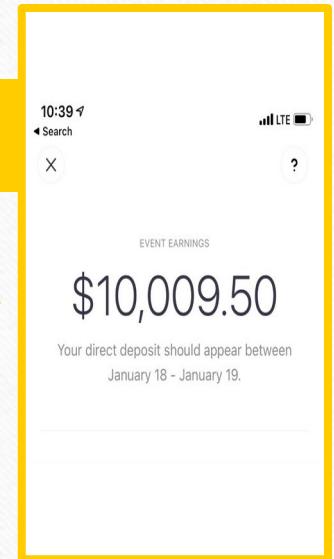 10:39
LTE
Search
X
?
EVENT EARNINGS
$10,009.50
Your direct deposit should appear between
January 18 - January 19.